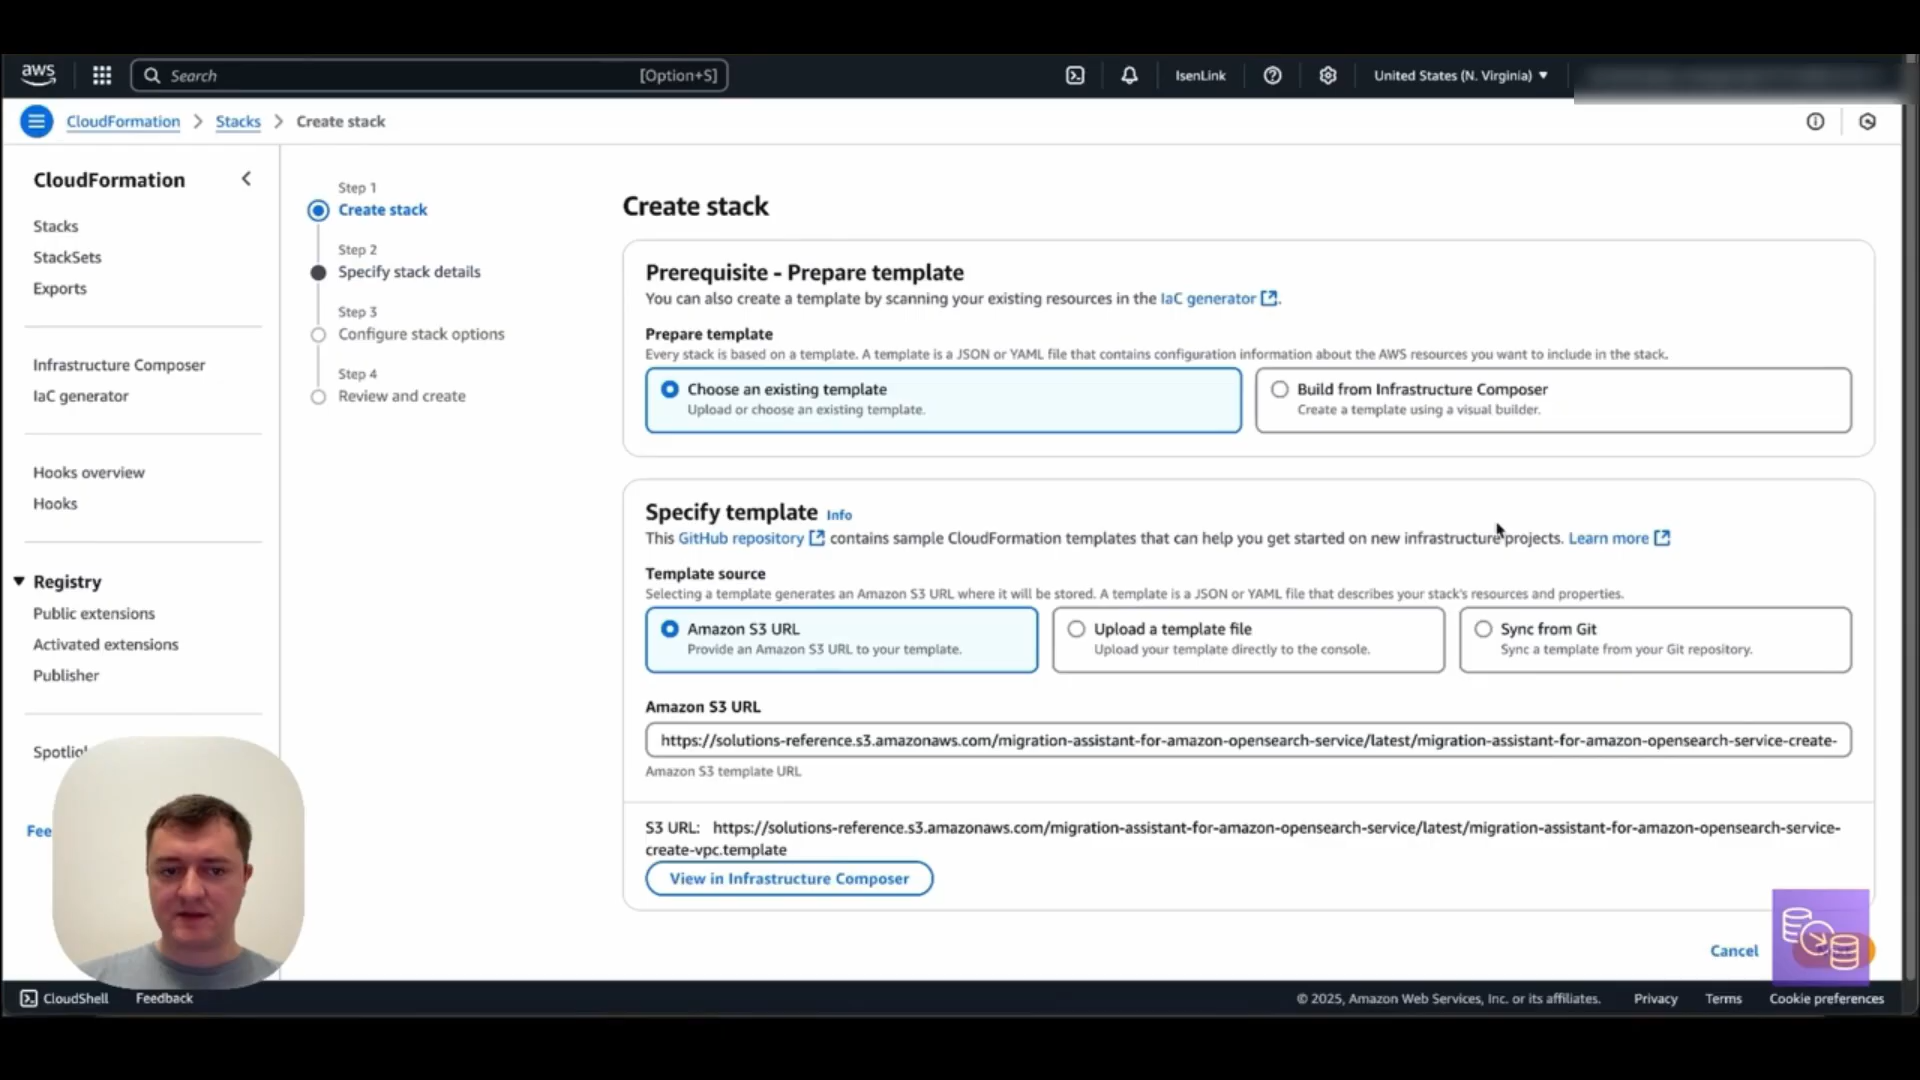 aws
Search
[Option+S]
IsenLink
United States (N. Virginia)
CloudFormation
Stacks
Create stack
CloudFormation
Stacks
StackSets
Exports
Infrastructure Composer
IaC generator
Hooks overview
Hooks
Registry
Public extensions
Activated extensions
Publisher
Step 1
Create stack
Step 2
Specify stack details
Step 3
Configure stack options
Step 4
Review and create
Create stack
Prerequisite - Prepare template
You can also create a template by scanning your existing resources in the IaC generator.
Prepare template
Every stack is based on a template. A template is a JSON or YAML file that contains configuration information about the AWS resources you want to include in the stack.
Choose an existing template
Upload or choose an existing template.
Build from Infrastructure Composer
Create a template using a visual builder.
Specify template Info
This GitHub repository contains sample CloudFormation templates that can help you get started on new infrastructure projects. Learn more
Template source
Selecting a template generates an Amazon S3 URL where it will be stored. A template is a JSON or YAML file that describes your stack's resources and properties.
Amazon S3 URL
Provide an Amazon S3 URL to your template.
Upload a template file
Upload your template directly to the console.
Sync from Git
Sync a template from your Git repository.
Amazon S3 URL
https://solutions-reference.s3.amazonaws.com/migration-assistant-for-amazon-opensearch-service/latest/migration-assistant-for-amazon-opensearch-service-create-
Amazon S3 template URL
S3 URL: https://solutions-reference.s3.amazonaws.com/migration-assistant-for-amazon-opensearch-service/latest/migration-assistant-for-amazon-opensearch-service-
create-vpc.template
View in Infrastructure Composer
Cancel
CloudShell
Feedback
© 2025, Amazon Web Services, Inc. or its affiliates.
Privacy
Terms
Cookie preferences